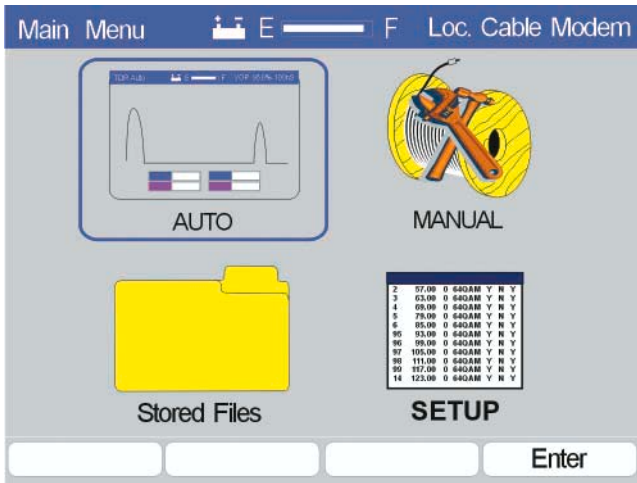 Main Menu E F Loc. Cable Modem
TDR Auto E F VOP
AUTO
MANUAL
2 57.00 0 64QAM Y N Y
3 63.00 0 64QAM Y N Y
4 69.00 0 64QAM Y N Y
5 79.00 0 64QAM Y N Y
6 85.00 0 64QAM Y N Y
95 93.00 0 64QAM Y N Y
96 99.00 0 64QAM Y N Y
97 105.00 0 64QAM Y N Y
98 111.00 0 64QAM Y N Y
99 117.00 0 64QAM Y N Y
14 123.00 0 64QAM Y N Y
Stored Files
SETUP
Enter